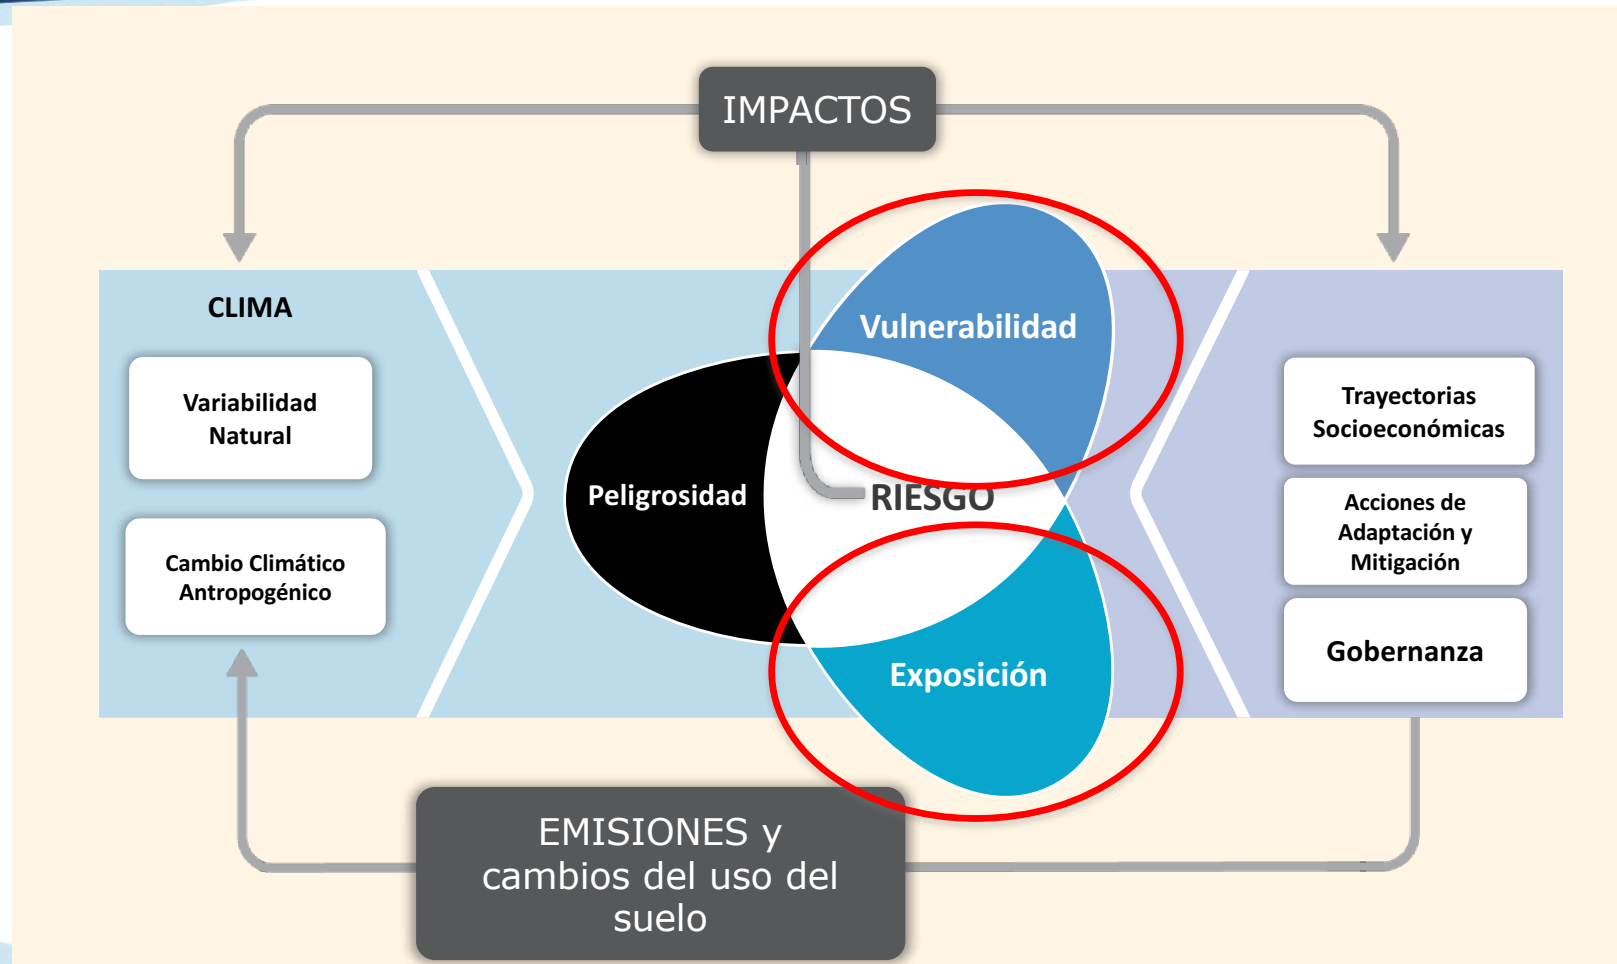 IMPACTOS
CLIMA
Variabilidad
Natural
Cambio Climático
Antropogénico
Vulnerabilidad
Peligrosidad
RIESGO
Exposición
Trayectorias
Socioeconómicas
Acciones de
Adaptación y
Mitigación
Gobernanza
EMISIONES y
cambios del uso del
suelo